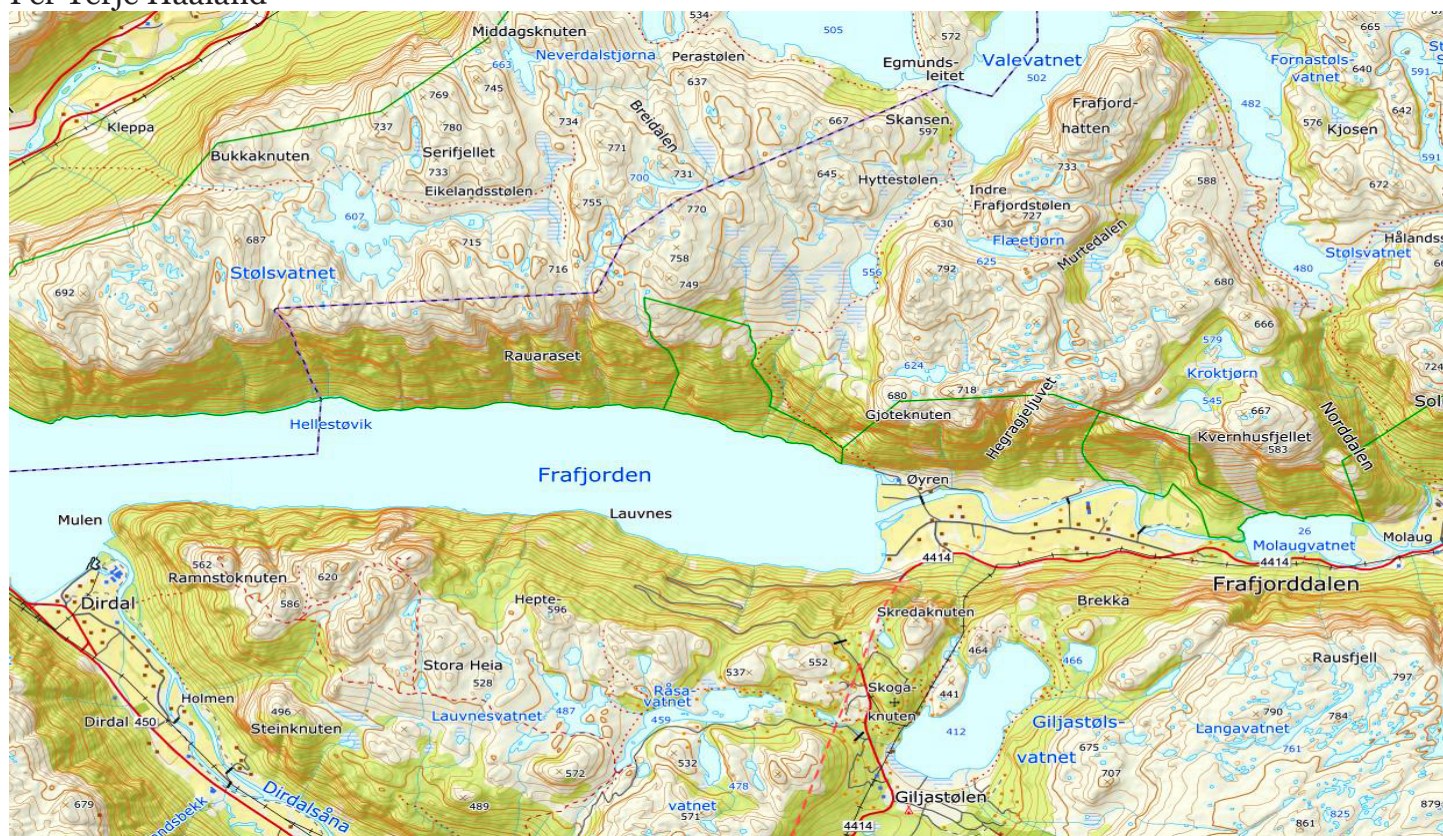 534
572
505
Middagsknuten
Neverdalstjørna
Perastølen
Egmunds-
leitet
Valevatnet
502
665
Fornastøls-
vatnet
640
591
663
637
769
745
Breidalen
Frafjord-
hatten
482
642
Kleppa
737
780
734
667
Skansen
597
576
Kjosen
Bukkaknuten
Serifjellet
733
771
731
645
Hyttestølen
733
591
Eikelandsstølen
700
588
672
607
755
770
Indre
Frafjordstølen
727
630
687
715
Flæetjørn
625
Murtedalen
Stølsvatnet
758
Stølsvatnet
716
556
792
480
692
749
680
666
Rauaraset
624
579
724
Kroktjørn
718
680
545
Gjoteknuten
Hegragjeljuvet
667
Kvernhusfjellet
583
Norddalen
Hellestøvik
Frafjorden
Øyren
Lauvnes
Mulen
26
Molaugvatnet
Molaug
4414
4414
562
Ramnstoknuten
620
586
Frafjorddalen
Dirdal
Hepte-
596
Skredaknuten
Brekka
464
466
Stora Heia
528
537
552
Rausfjell
797
Holmen
Råsa-
vatnet
459
Skoga-
knuten
441
Dirdal
450
496
Steinknuten
Lauvnesvatnet
487
412
Giljastøls-
vatnet
790
784
Langavatnet
761
675
532
572
478
707
Dirdalsåna
679
489
vatnet
571
Giljastølen
4414
861
825
879